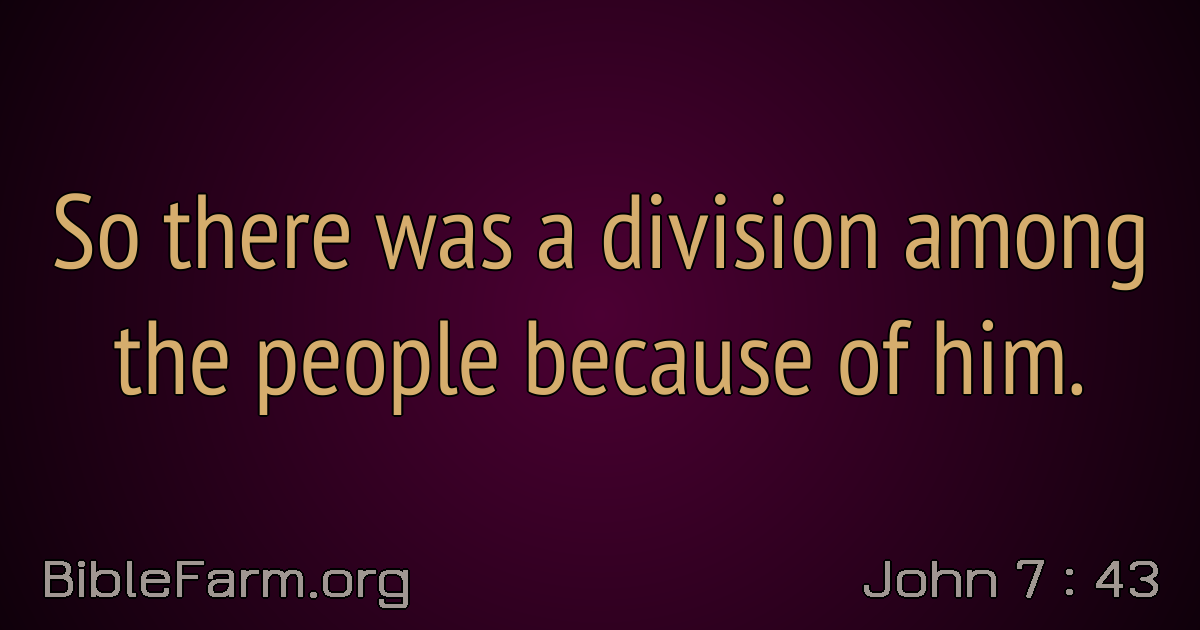 So there was a division among
the people because of him.
BibleFarm.org
John 7 : 43